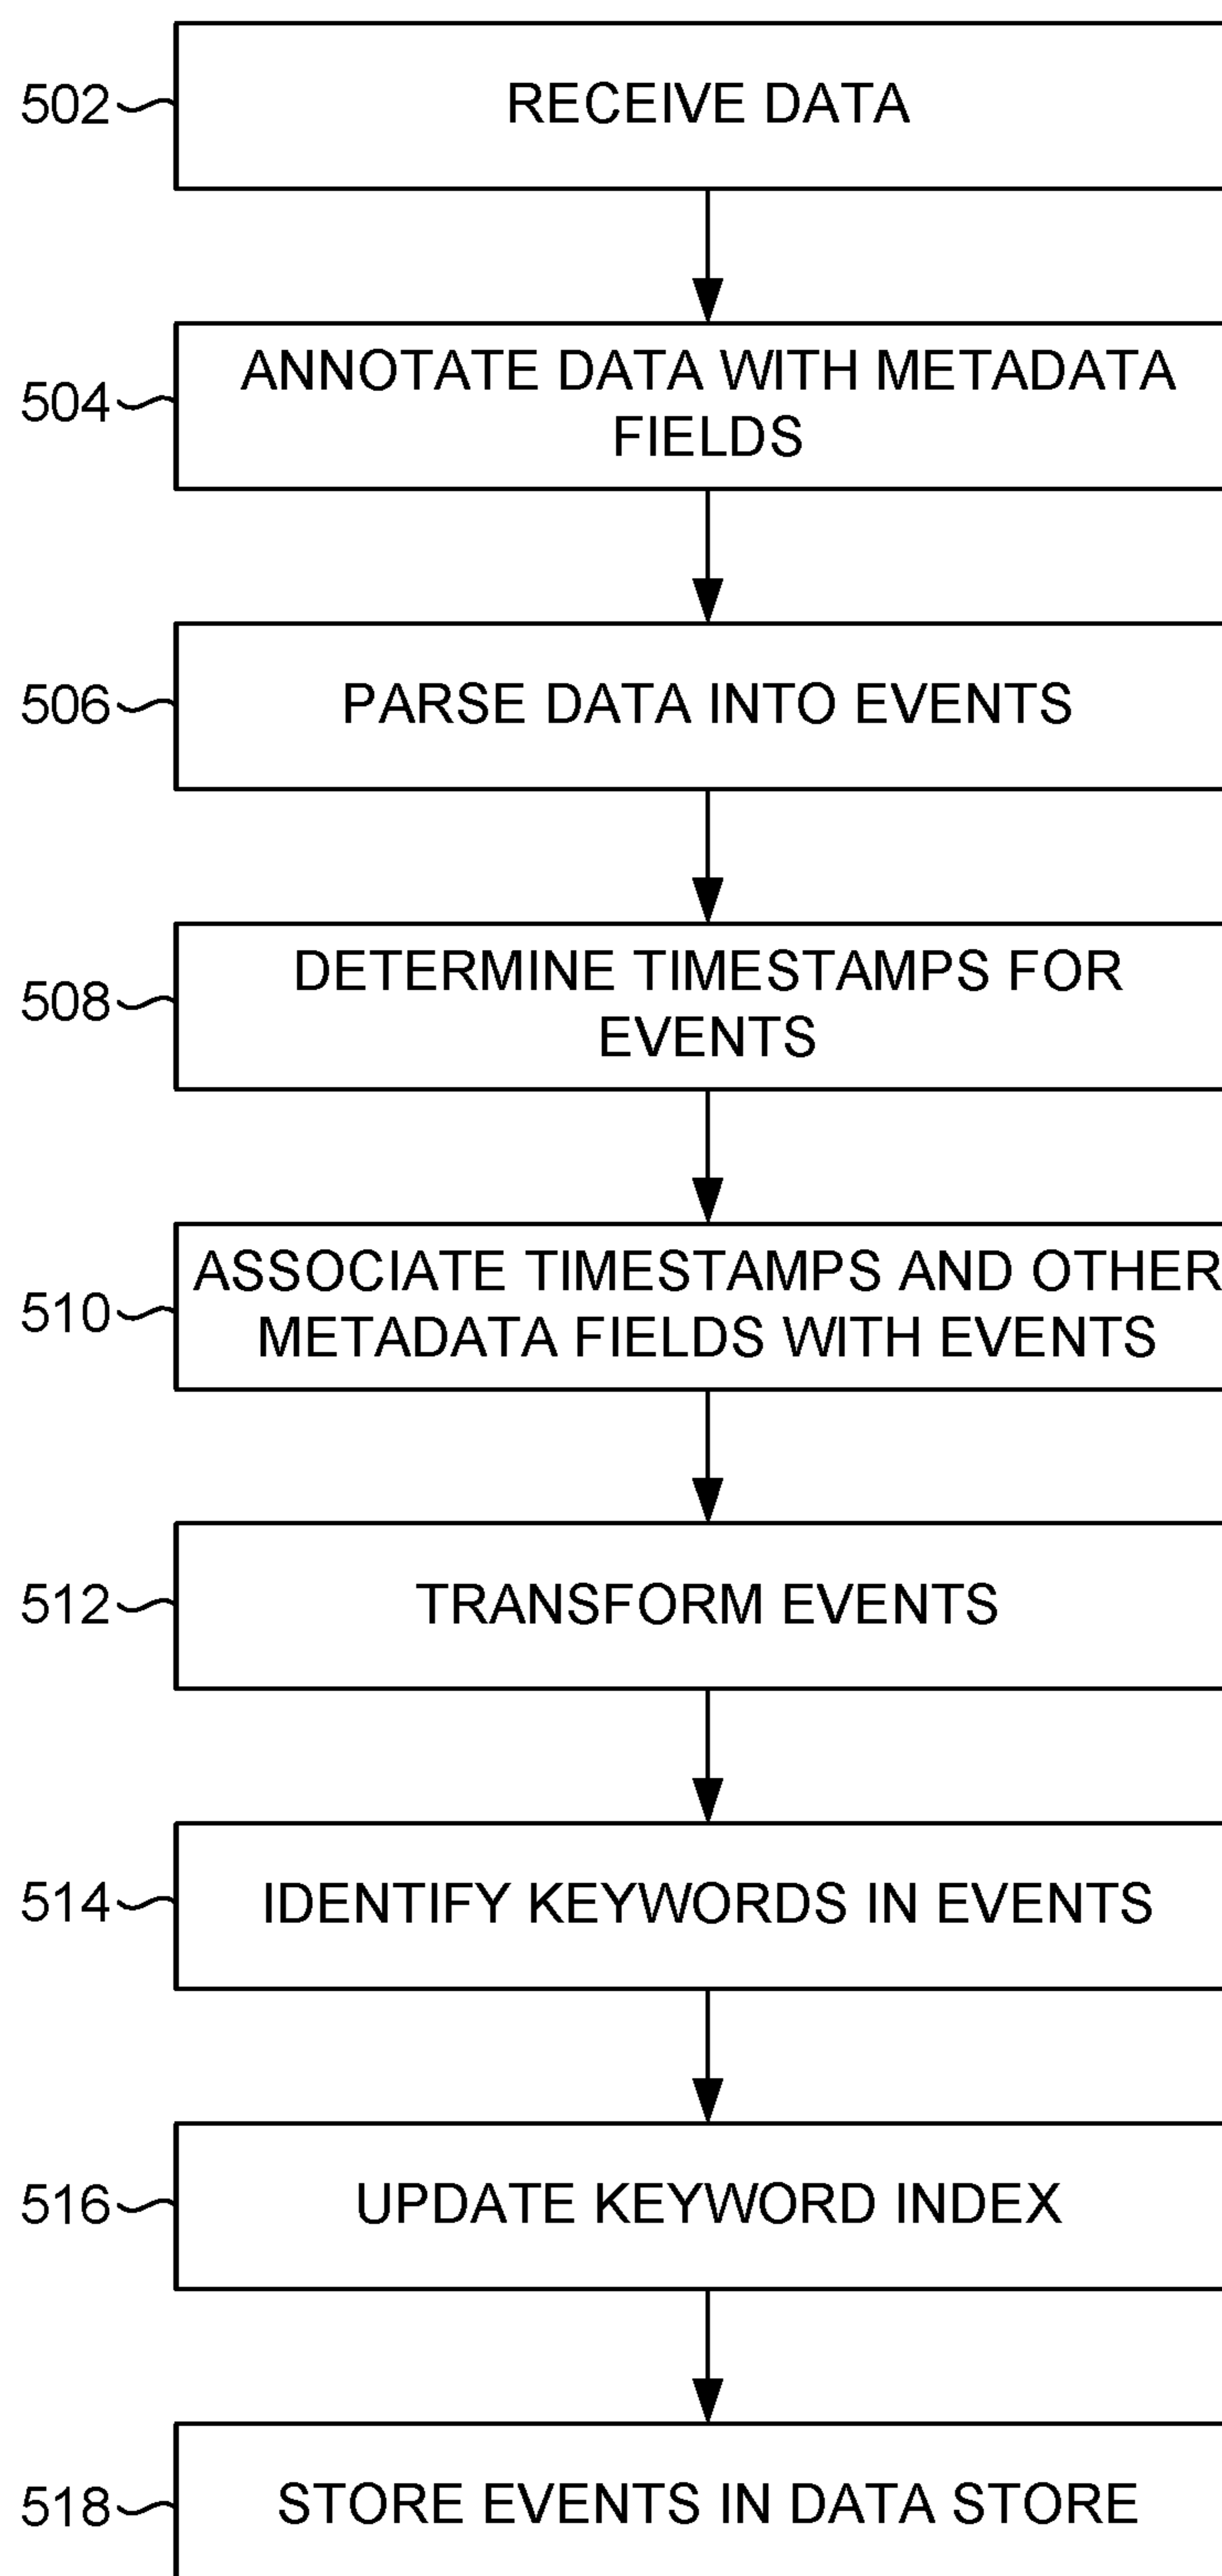 502
RECEIVE DATA
504
ANNOTATE DATA WITH METADATA
FIELDS
506
PARSE DATA INTO EVENTS
508
DETERMINE TIMESTAMPS FOR
EVENTS
510
ASSOCIATE TIMESTAMPS AND OTHER
METADATA FIELDS WITH EVENTS
512
TRANSFORM EVENTS
514
IDENTIFY KEYWORDS IN EVENTS
516
UPDATE KEYWORD INDEX
518
STORE EVENTS IN DATA STORE